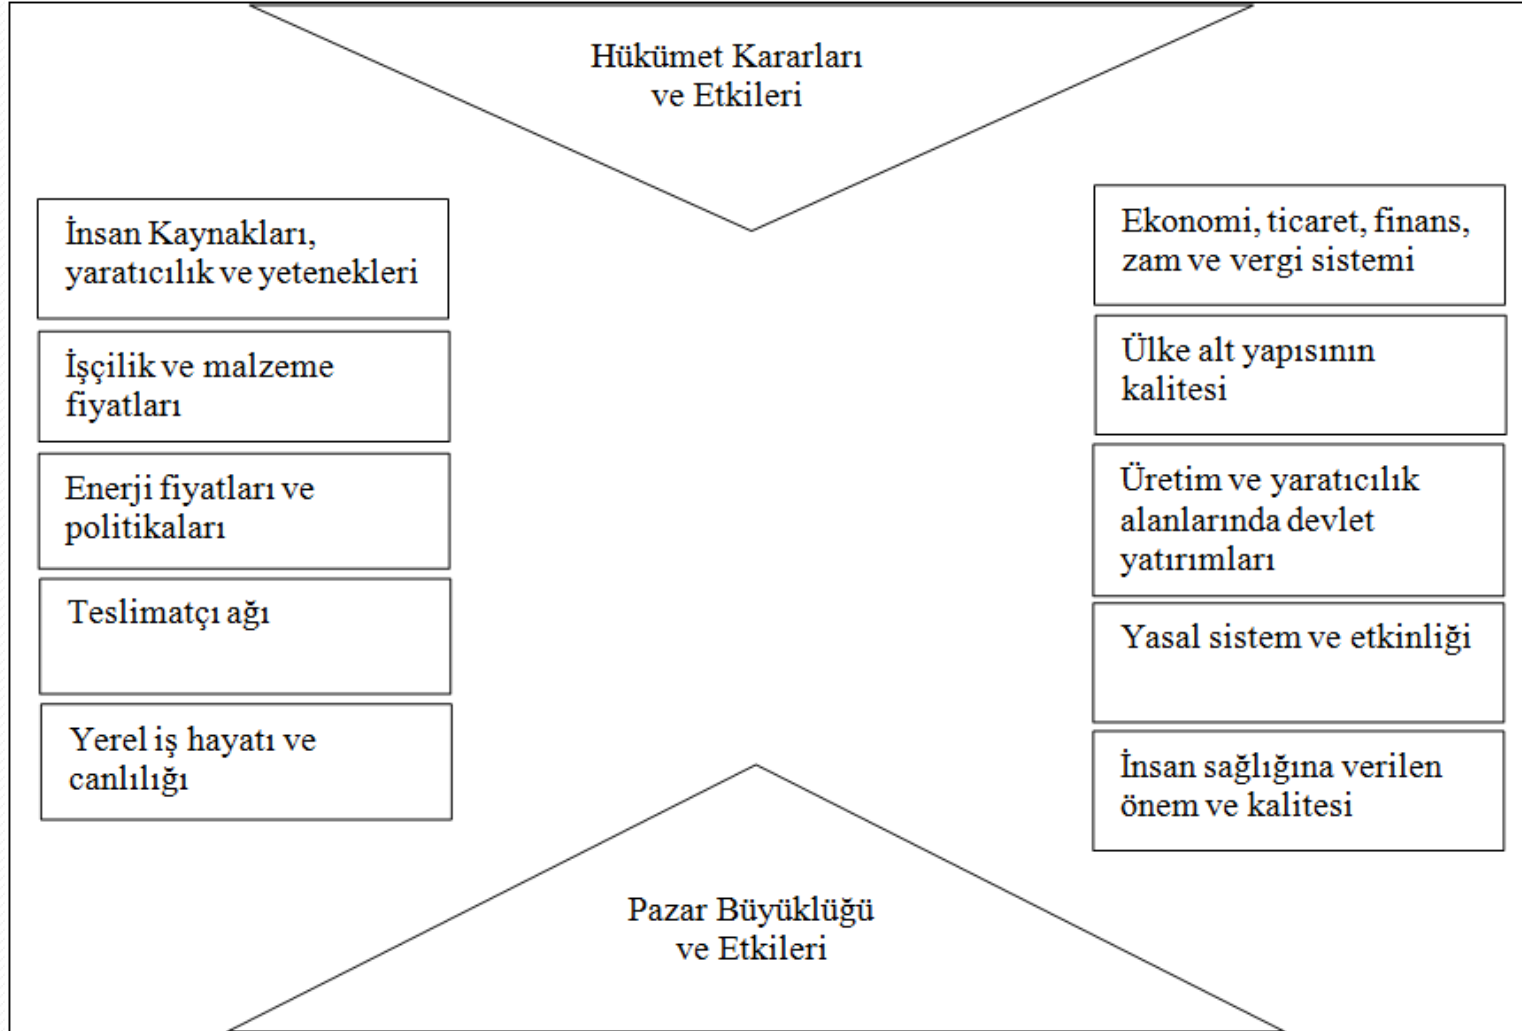 Hükümet Kararları
ve Etkileri
İnsan Kaynakları,
yaratıcılık ve yetenekleri
İşçilik ve malzeme
fiyatları
Enerji fiyatları ve
politikaları
Teslimatçı ağı
Yerel iş hayatı ve
canlılığı
Ekonomi, ticaret, finans,
zam ve vergi sistemi
Ülke alt yapısının
kalitesi
Üretim ve yaratıcılık
alanlarında devlet
yatırımları
Yasal sistem ve etkinliği
İnsan sağlığına verilen
önem ve kalitesi
Pazar Büyüklüğü
ve Etkileri